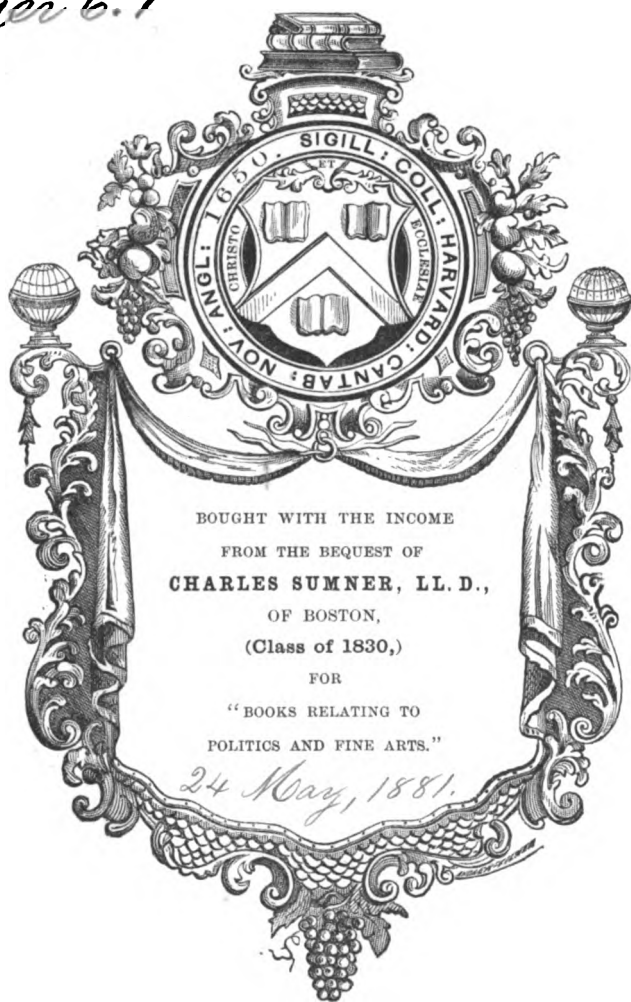 SIGILL: COLL: HARVARD: CANTAB: NOV: ANGL: 1650.
ET
CHRISTO
ECCLESIAE
BOUGHT WITH THE INCOME
FROM THE BEQUEST OF
CHARLES SUMNER, LL. D.,
OF BOSTON,
(Class of 1830,)
FOR
“BOOKS RELATING TO
POLITICS AND FINE ARTS.”
24 May, 1881.